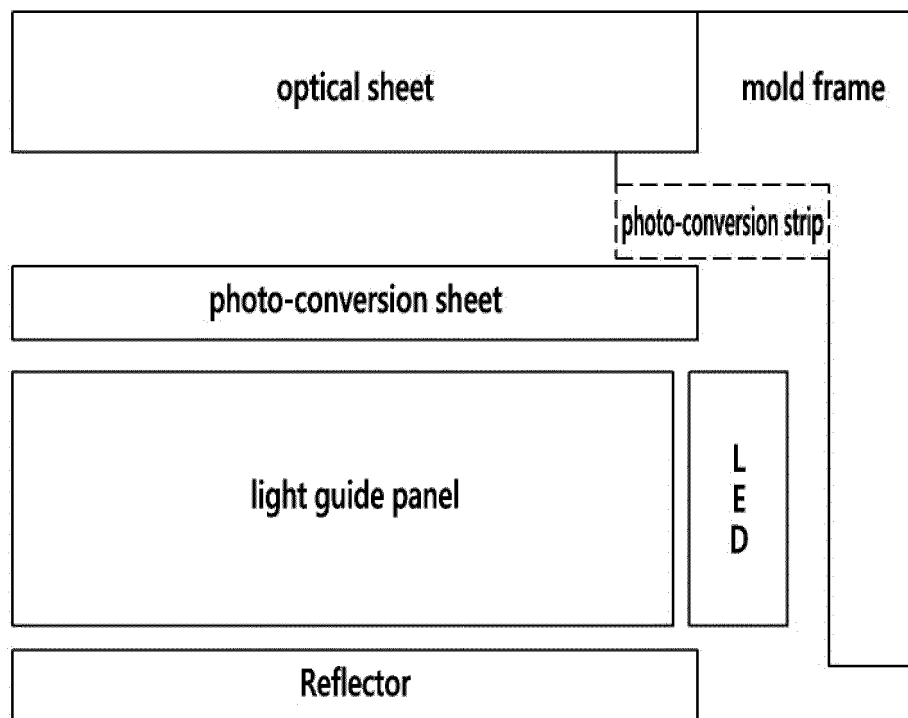 optical sheet
mold frame
photo-conversion strip
photo-conversion sheet
light guide panel
L
E
D
Reflector